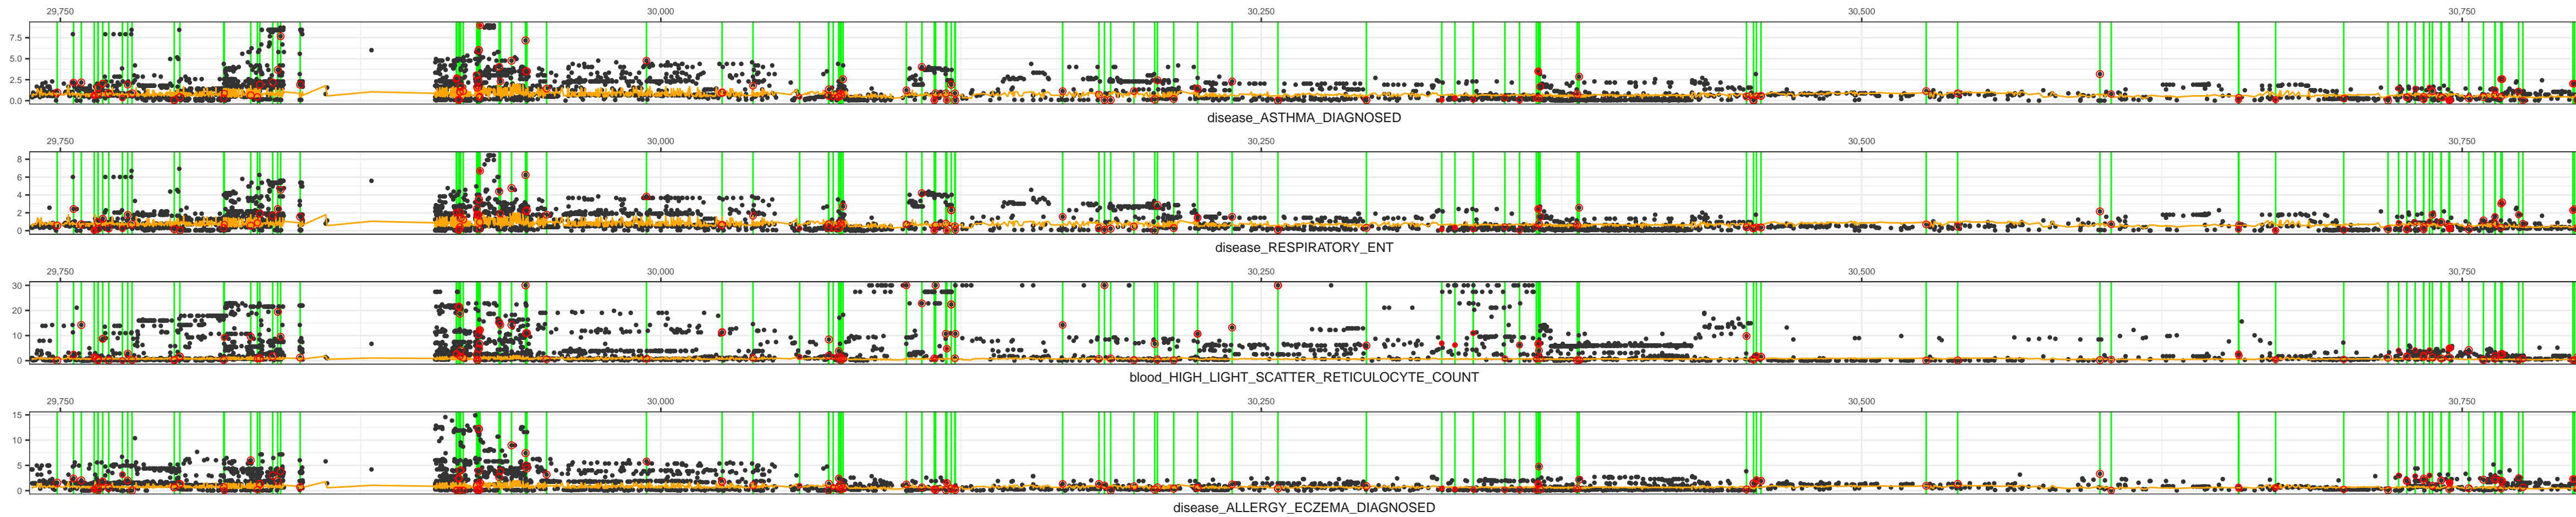 29,750 30,000 30,250 30,500 30,750
7.5
5.0
2.5
0.0
disease_ASTHMA_DIAGNOSED
29,750 30,000 30,250 30,500 30,750
8
6
4
2
0
disease_RESPIRATORY_ENT
29,750 30,000 30,250 30,500 30,750
30
20
10
0
blood_HIGH_LIGHT_SCATTER_RETICULOCYTE_COUNT
29,750 30,000 30,250 30,500 30,750
15
10
5
0
disease_ALLERGY_ECZEMA_DIAGNOSED